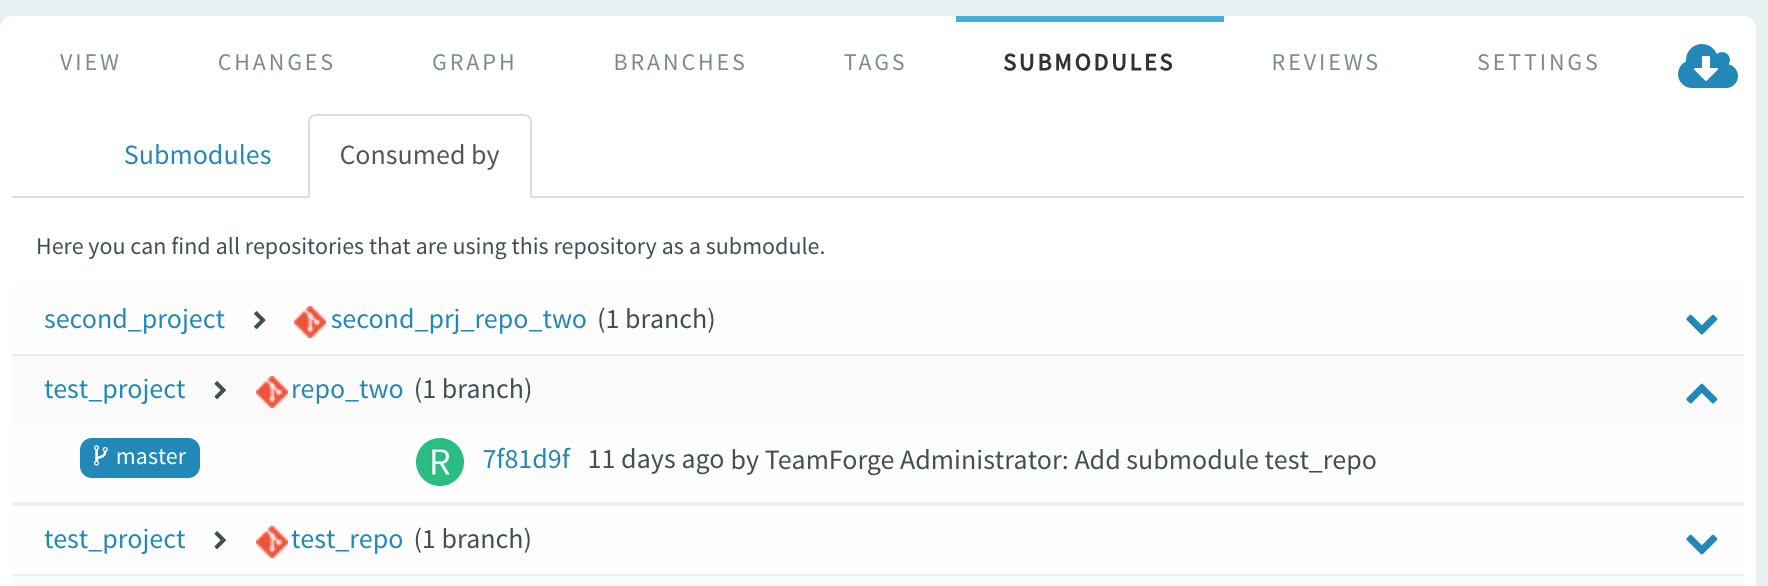 VIEW CHANGES GRAPH BRANCHES TAGS SUBMODULES REVIEWS SETTINGS
Submodules Consumed by
Here you can find all repositories that are using this repository as a submodule.
second_project second_prj_repo_two (1 branch)
test_project repo_two (1 branch)
master R 7f81d9f 11 days ago by TeamForge Administrator: Add submodule test_repo
test_project test_repo (1 branch)